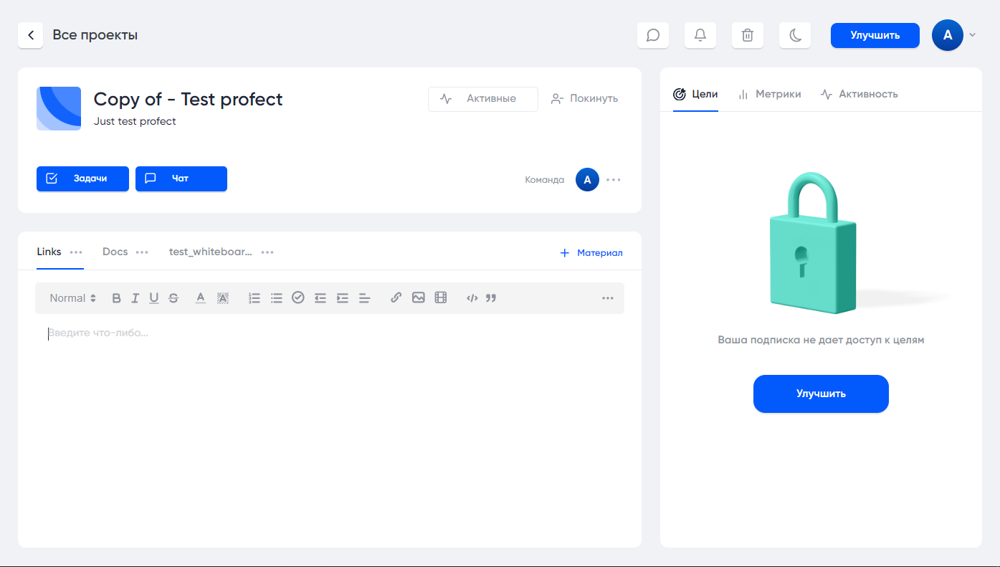 Все проекты
Улучшить
A
Copy of - Test profect
Just test profect
Активные
Покинуть
Задачи
Чат
Команда
A
Links
Docs
test_whiteboar...
Материал
Normal
Введите что-либо...
Цели
Метрики
Активность
Ваша подписка не дает доступ к целям
Улучшить